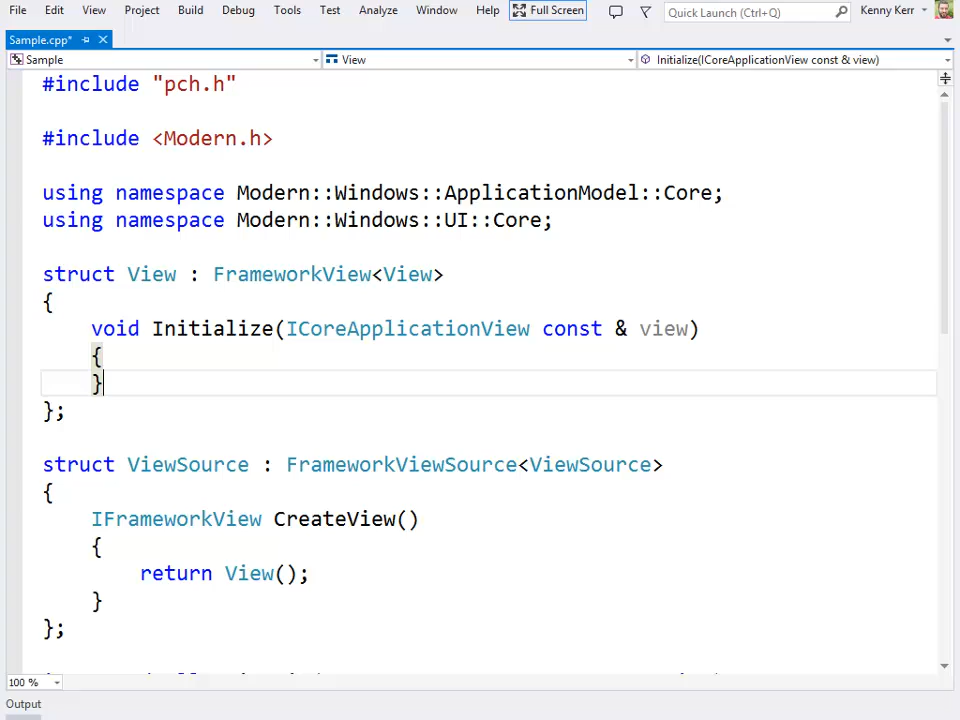 File Edit View Project Build Debug Tools Test Analyze Window Help Full Screen Quick Launch (Ctrl+Q) Kenny Kerr
Sample.cpp*
Sample View Initialize(ICoreApplicationView const & view)
#include "pch.h"
#include <Modern.h>
using namespace Modern::Windows::ApplicationModel::Core;
using namespace Modern::Windows::UI::Core;
struct View : FrameworkView<View>
{
void Initialize(ICoreApplicationView const & view)
{
}
};
struct ViewSource : FrameworkViewSource<ViewSource>
{
IFrameworkView CreateView()
{
return View();
}
};
100 %
Output